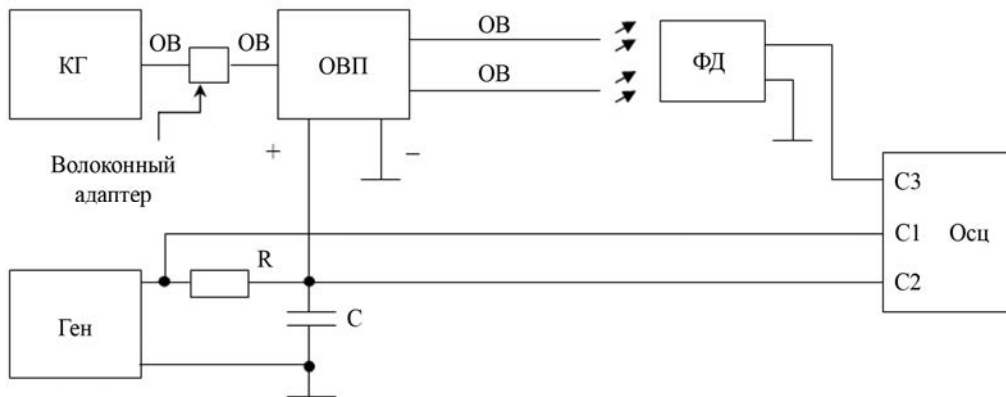 КГ
ОВ
ОВ
ОВП
ОВ
ОВ
ФД
Волоконный
адаптер
+
−
С3
С1
Осц
С2
R
Ген
С